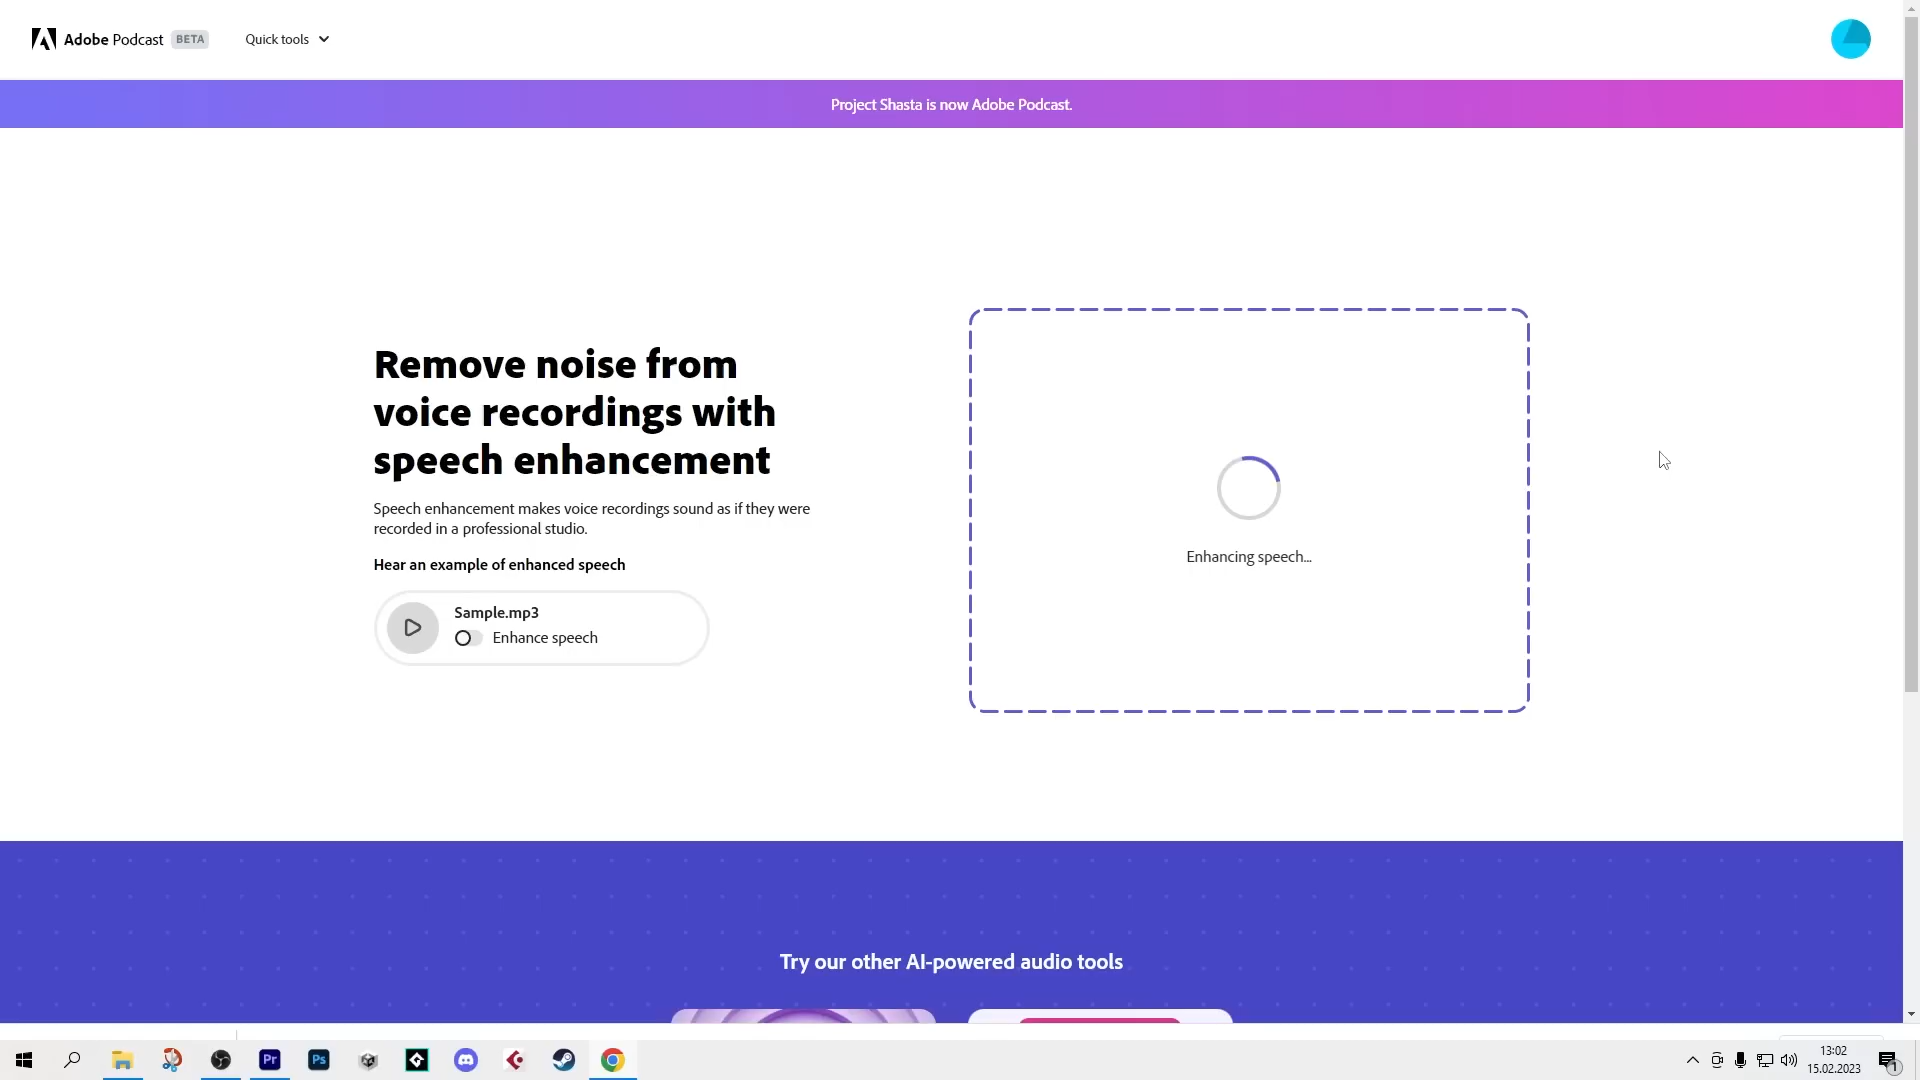 Adobe Podcast BETA Quick tools
Project Shasta is now Adobe Podcast.
Remove noise from
voice recordings with
speech enhancement
Speech enhancement makes voice recordings sound as if they were
recorded in a professional studio.
Hear an example of enhanced speech
Sample.mp3
Enhance speech
Enhancing speech...
Try our other AI-powered audio tools
Pr
Ps
13:02
15.02.2023
1